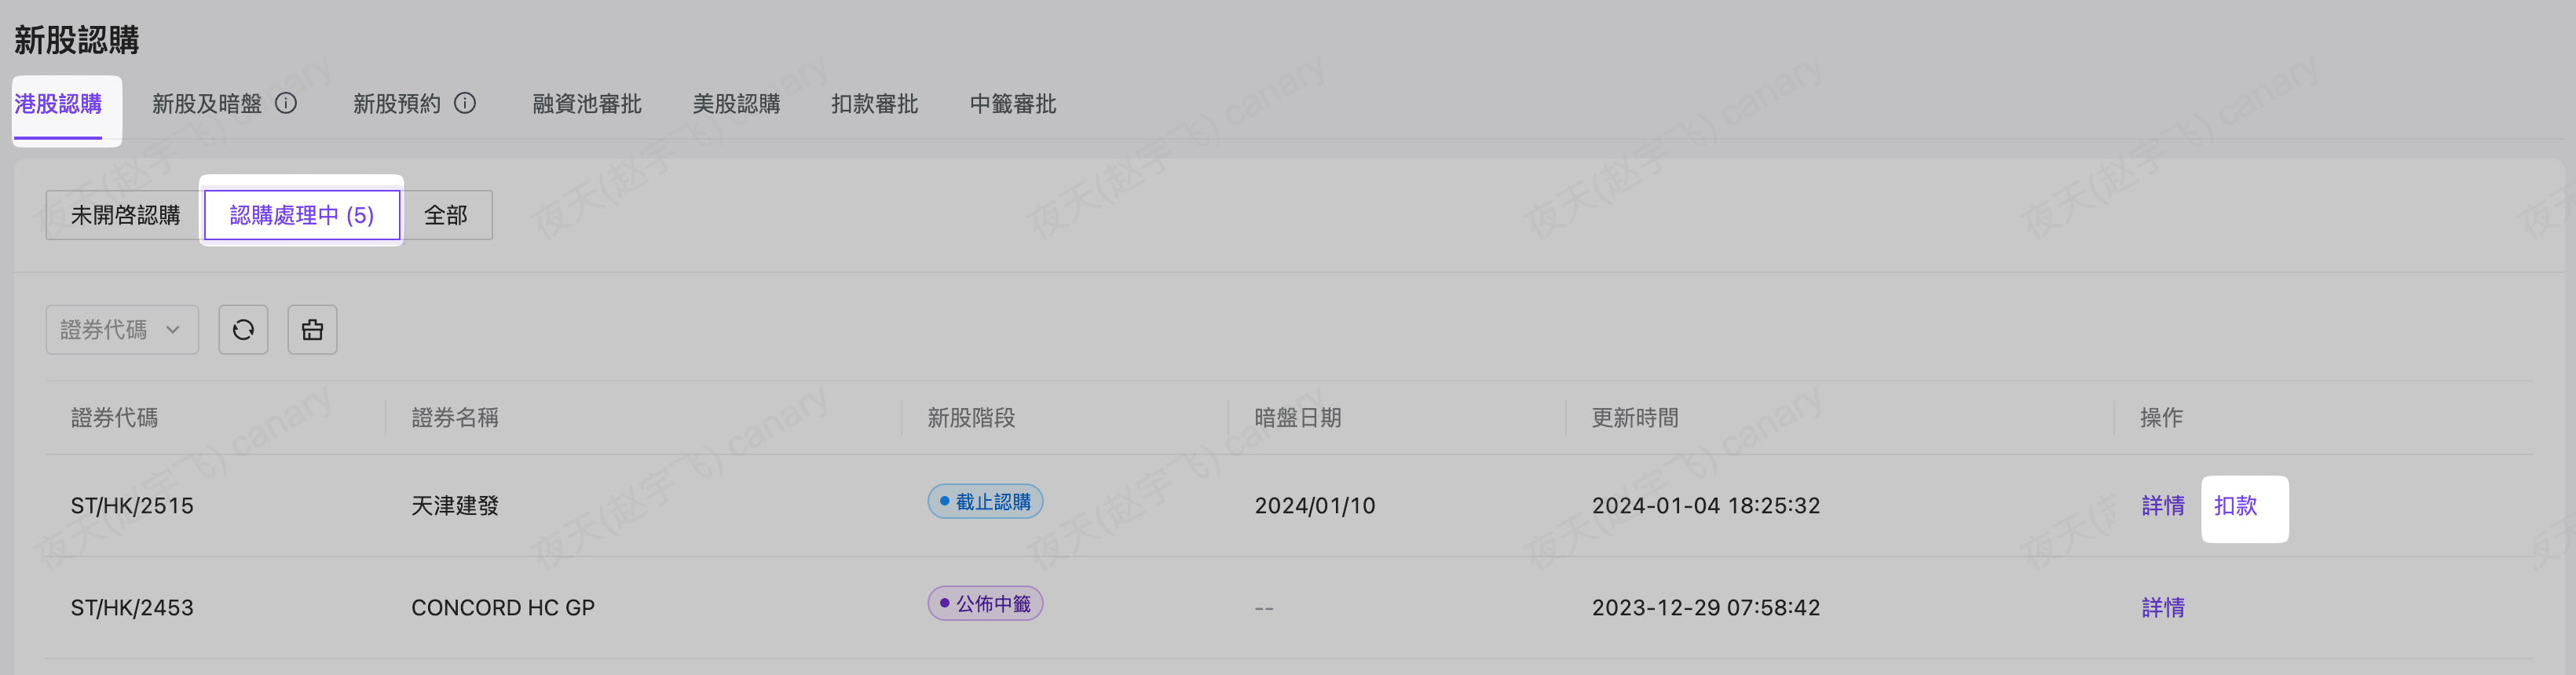 新股認購
港股認購 新股及暗盤 新股預約 融資池審批 美股認購 扣款審批 中籤審批
未開啓認購 認購處理中 (5) 全部
證券代碼
證券代碼 證券名稱 新股階段 暗盤日期 更新時間 操作
ST/HK/2515 天津建發 截止認購 2024/01/10 2024-01-04 18:25:32 詳情 扣款
ST/HK/2453 CONCORD HC GP 公佈中籤 -- 2023-12-29 07:58:42 詳情
夜天(赵宇飞) canary